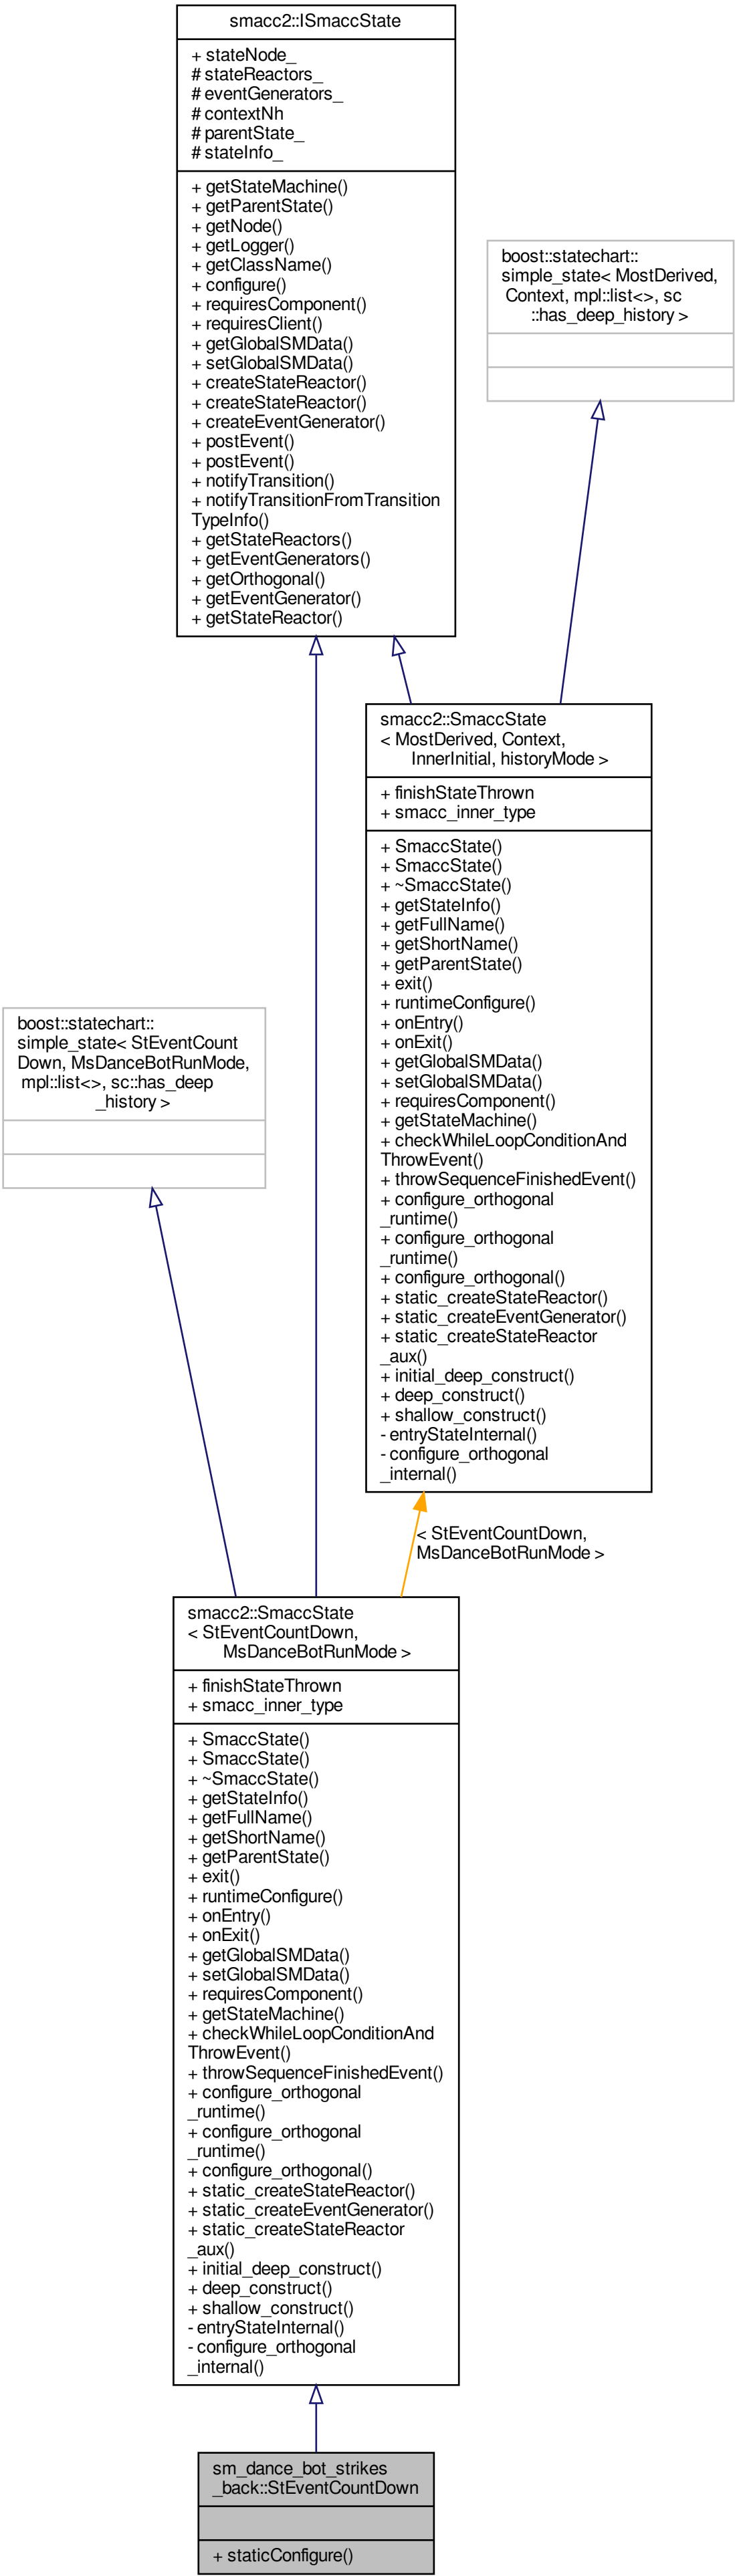 smacc2::ISmaccState
+ stateNode_
# stateReactors_
# eventGenerators_
# contextNh
# parentState_
# stateInfo_
+ getStateMachine()
+ getParentState()
+ getNode()
+ getLogger()
+ getClassName()
+ configure()
+ requiresComponent()
+ requiresClient()
+ getGlobalSMData()
+ setGlobalSMData()
+ createStateReactor()
+ createStateReactor()
+ createEventGenerator()
+ postEvent()
+ postEvent()
+ notifyTransition()
+ notifyTransitionFromTransition
TypeInfo()
+ getStateReactors()
+ getEventGenerators()
+ getOrthogonal()
+ getEventGenerator()
+ getStateReactor()
boost::statechart::
simple_state< MostDerived,
Context, mpl::list<>, sc
::has_deep_history >
smacc2::SmaccState
< MostDerived, Context,
InnerInitial, historyMode >
+ finishStateThrown
+ smacc_inner_type
+ SmaccState()
+ SmaccState()
+ ~SmaccState()
+ getStateInfo()
+ getFullName()
+ getShortName()
+ getParentState()
+ exit()
+ runtimeConfigure()
+ onEntry()
+ onExit()
+ getGlobalSMData()
+ setGlobalSMData()
+ requiresComponent()
+ getStateMachine()
+ checkWhileLoopConditionAnd
ThrowEvent()
+ throwSequenceFinishedEvent()
+ configure_orthogonal
_runtime()
+ configure_orthogonal
_runtime()
+ configure_orthogonal()
+ static_createStateReactor()
+ static_createEventGenerator()
+ static_createStateReactor
_aux()
+ initial_deep_construct()
+ deep_construct()
+ shallow_construct()
- entryStateInternal()
- configure_orthogonal
_internal()
boost::statechart::
simple_state< StEventCount
Down, MsDanceBotRunMode,
mpl::list<>, sc::has_deep
_history >
< StEventCountDown,
MsDanceBotRunMode >
smacc2::SmaccState
< StEventCountDown,
MsDanceBotRunMode >
+ finishStateThrown
+ smacc_inner_type
+ SmaccState()
+ SmaccState()
+ ~SmaccState()
+ getStateInfo()
+ getFullName()
+ getShortName()
+ getParentState()
+ exit()
+ runtimeConfigure()
+ onEntry()
+ onExit()
+ getGlobalSMData()
+ setGlobalSMData()
+ requiresComponent()
+ getStateMachine()
+ checkWhileLoopConditionAnd
ThrowEvent()
+ throwSequenceFinishedEvent()
+ configure_orthogonal
_runtime()
+ configure_orthogonal
_runtime()
+ configure_orthogonal()
+ static_createStateReactor()
+ static_createEventGenerator()
+ static_createStateReactor
_aux()
+ initial_deep_construct()
+ deep_construct()
+ shallow_construct()
- entryStateInternal()
- configure_orthogonal
_internal()
sm_dance_bot_strikes
_back::StEventCountDown
+ staticConfigure()